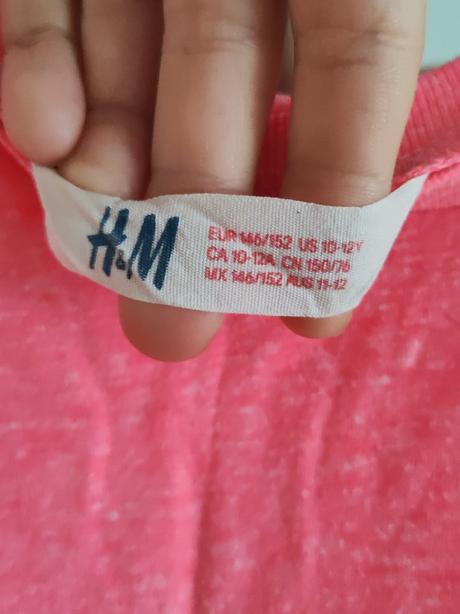 H&M
EUR 146/152 US 10-12Y
CA 10-12A CN 150/76
MX 146/152 AUS 11-12